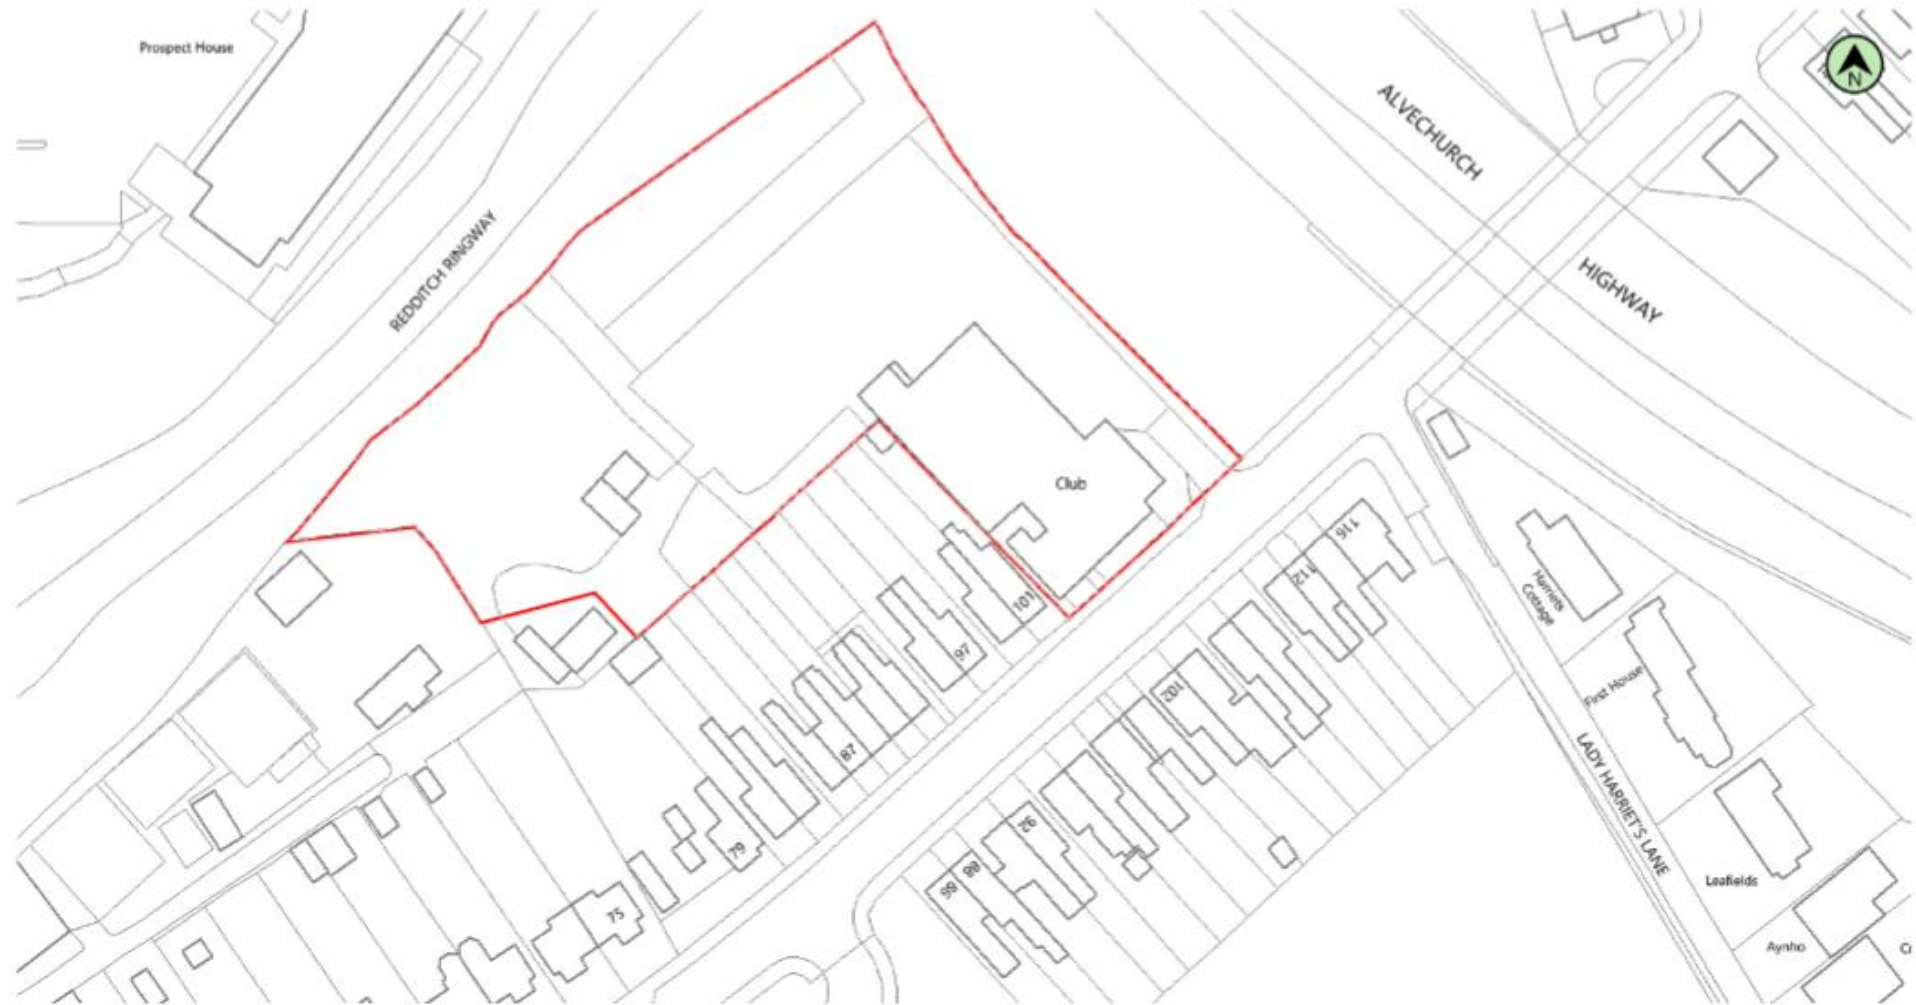 Prospect House
N
ALVECHURCH
REDDITCH RINGWAY
HIGHWAY
Club
116
112
101
Harriets
Cottage
97
First House
102
87
LADY HARRIET'S LANE
92
79
88
86
Leafields
75
Aynho